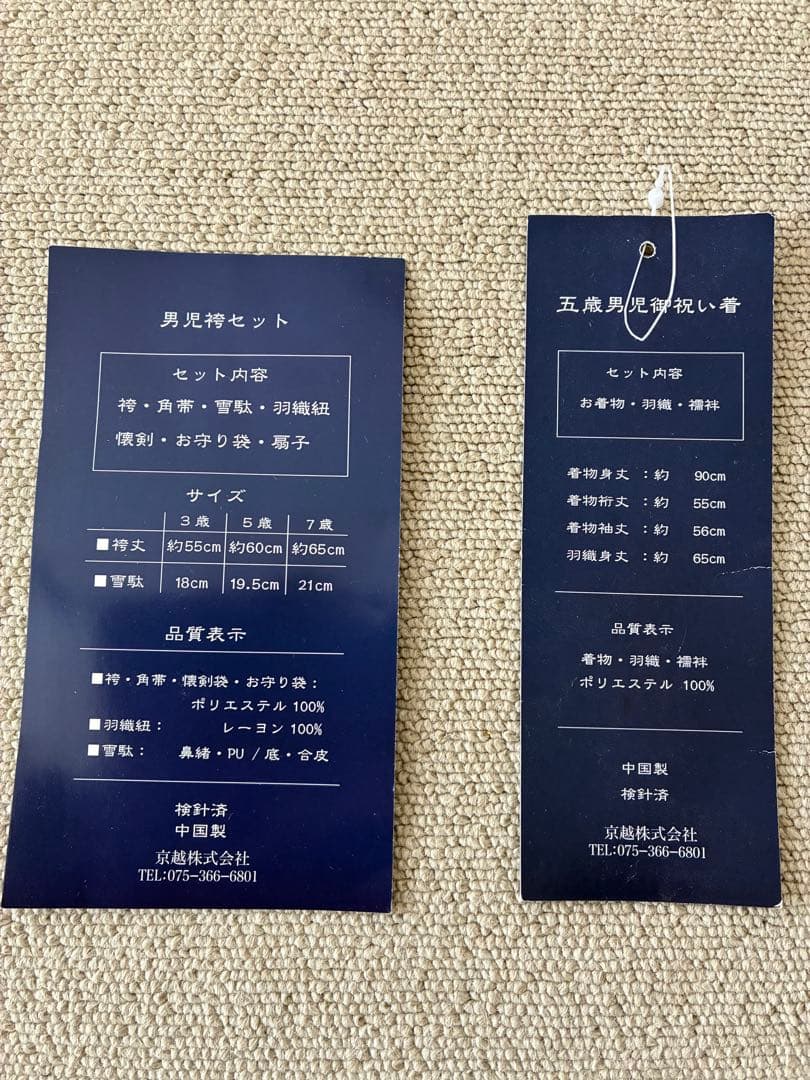 男児袴セット
セット内容
袴・角帯・雪駄・羽織紐
懐剣・お守り袋・扇子
サイズ
3歳 5歳 7歳
■袴丈 約55cm 約60cm 約65cm
■雪駄 18cm 19.5cm 21cm
品質表示
■袴・角帯・懐剣袋・お守り袋：
ポリエステル 100%
■羽織紐： レーヨン 100%
■雪駄： 鼻緒・PU / 底・合皮
検針済
中国製
京越株式会社
TEL:075-366-6801
五歳男児御祝い着
セット内容
お着物・羽織・襦袢
着物身丈 ：約 90cm
着物裄丈 ：約 55cm
着物袖丈 ：約 56cm
羽織身丈 ：約 65cm
品質表示
着物・羽織・襦袢
ポリエステル 100%
中国製
検針済
京越株式会社
TEL:075-366-6801